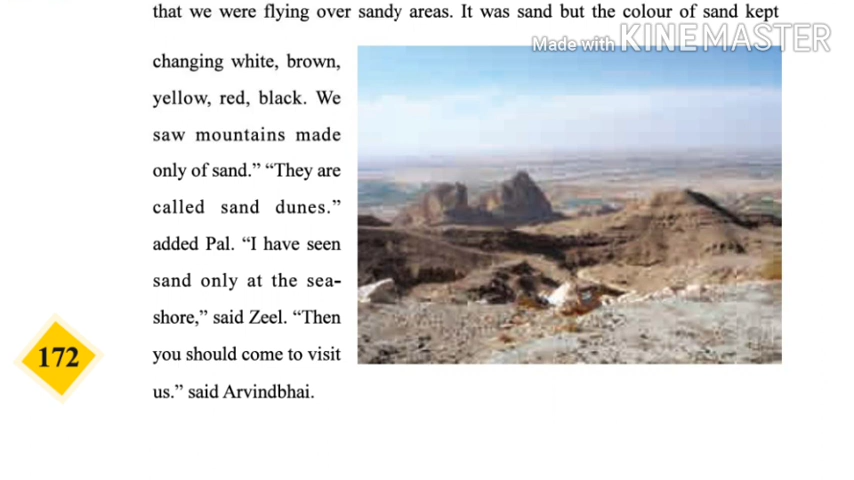 that we were flying over sandy areas. It was sand but the colour of sand kept
Made with KINEMASTER
changing white, brown,
yellow, red, black. We
saw mountains made
only of sand.” “They are
called sand dunes.”
added Pal. “I have seen
sand only at the sea-
shore,” said Zeel. “Then
172
you should come to visit
us.” said Arvindbhai.